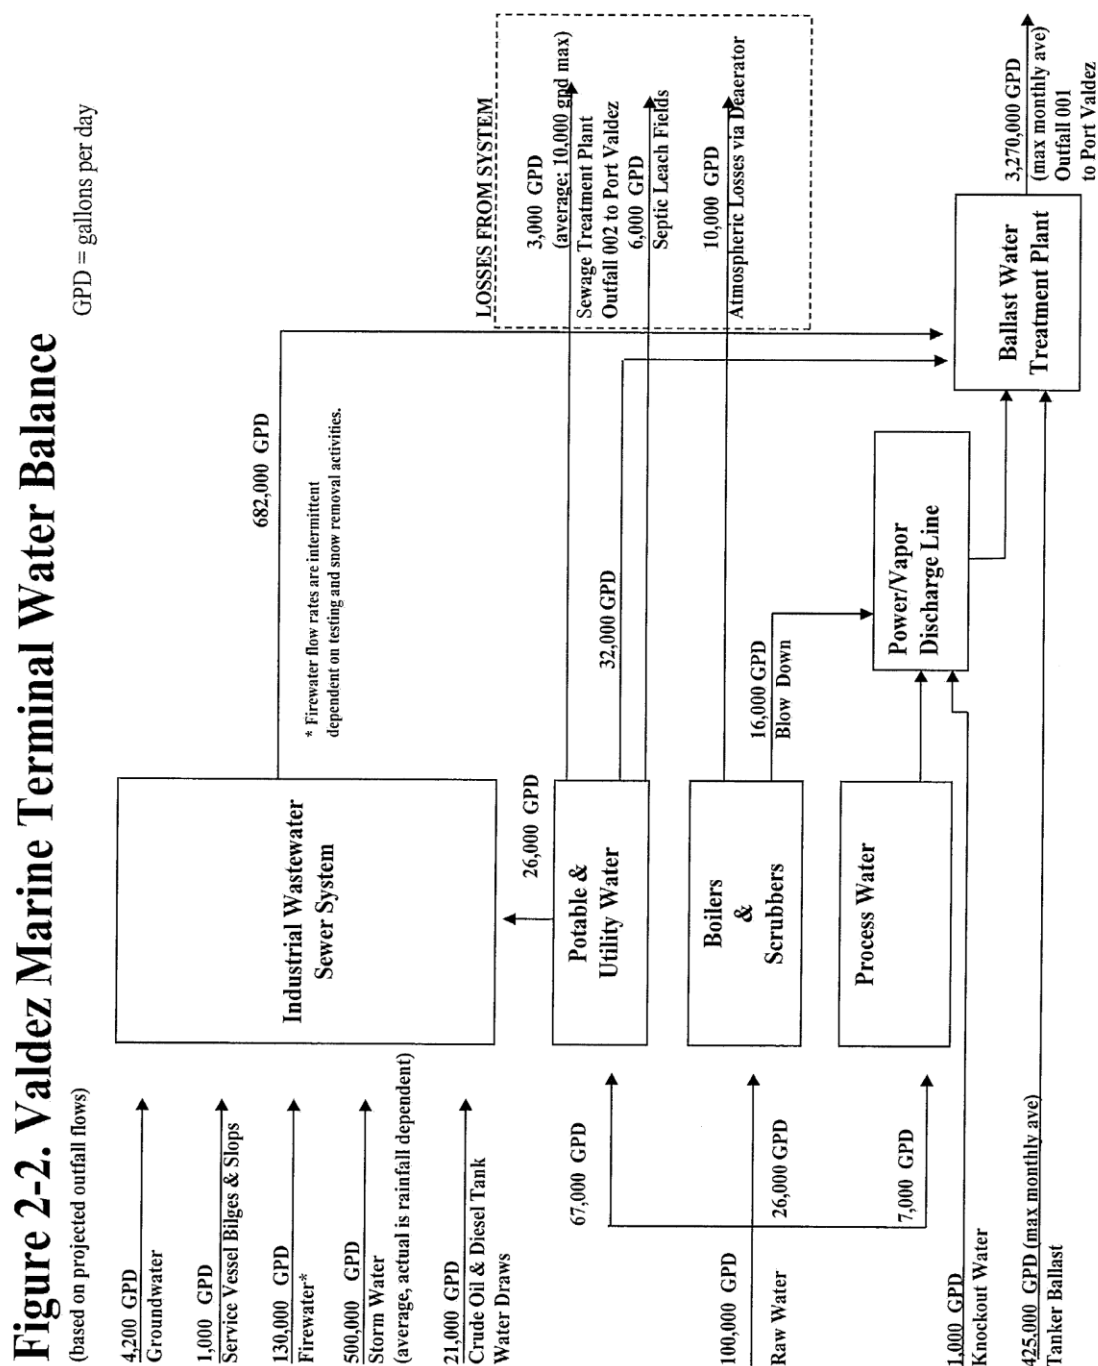 Figure 2-2. Valdez Marine Terminal Water Balance
(based on projected outfall flows)
GPD = gallons per day
4,200 GPD
Groundwater
1,000 GPD
Service Vessel Bilges & Slops
130,000 GPD
Firewater*
500,000 GPD
Storm Water
(average, actual is rainfall dependent)
21,000 GPD
Crude Oil & Diesel Tank
Water Draws
Industrial Wastewater
Sewer System
682,000 GPD
* Firewater flow rates are intermittent
dependent on testing and snow removal activities.
26,000 GPD
100,000 GPD
Raw Water
67,000 GPD
26,000 GPD
7,000 GPD
Potable &
Utility Water
32,000 GPD
Boilers
&
Scrubbers
16,000 GPD
Blow Down
Process Water
LOSSES FROM SYSTEM
3,000 GPD
(average; 10,000 gpd max)
Sewage Treatment Plant
Outfall 002 to Port Valdez
6,000 GPD
Septic Leach Fields
10,000 GPD
Atmospheric Losses via Deaerator
Power/Vapor
Discharge Line
1,000 GPD
Knockout Water
425,000 GPD (max monthly ave)
Tanker Ballast
Ballast Water
Treatment Plant
3,270,000 GPD
(max monthly ave)
Outfall 001
to Port Valdez